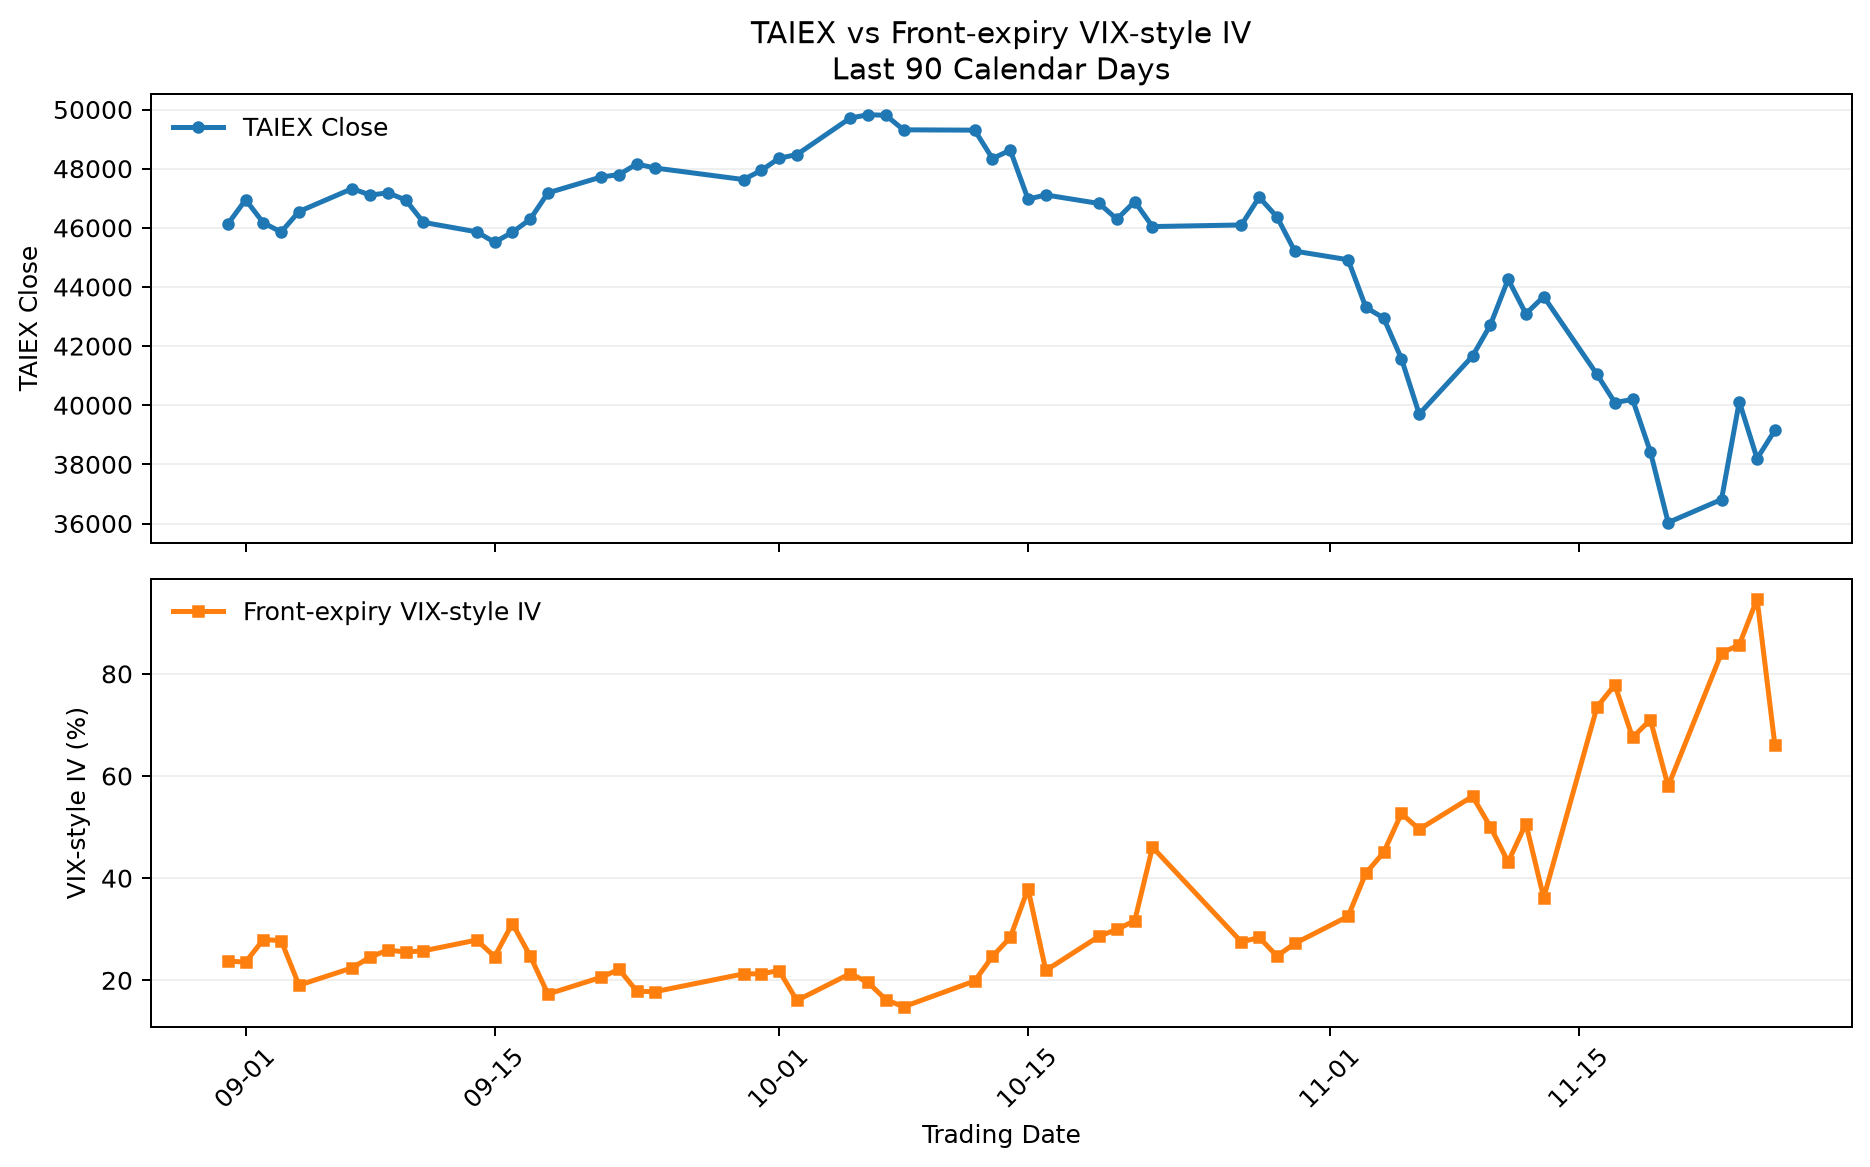 TAIEX vs Front-expiry VIX-style IV
Last 90 Calendar Days
TAIEX Close
TAIEX Close
50000
48000
46000
44000
42000
40000
38000
36000
Front-expiry VIX-style IV
VIX-style IV (%)
80
60
40
20
09-01
09-15
10-01
10-15
11-01
11-15
Trading Date